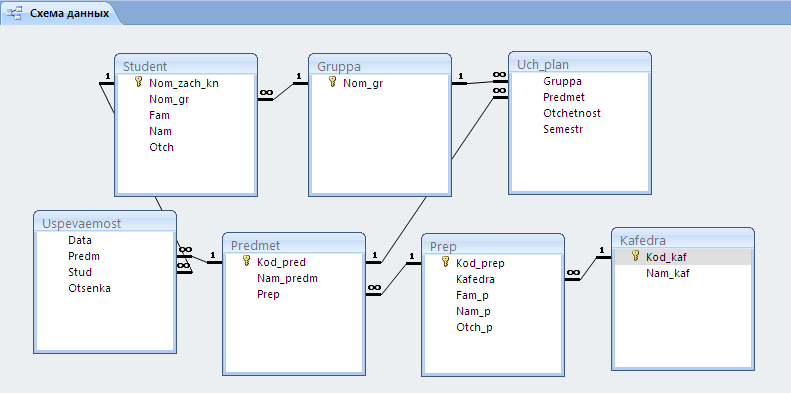 Схема данных
Student
Nom_zach_kn
Nom_gr
Fam
Nam
Otch
1
∞
Gruppa
Nom_gr
1
1
Uch_plan
Gruppa
Predmet
Otchetnost
Semestr
∞
∞
Uspevaemost
Data
Predm
Stud
Otsenka
∞
∞
Predmet
Kod_pred
Nam_predm
Prep
1
1
∞
Prep
Kod_prep
Kafedra
Fam_p
Nam_p
Otch_p
1
∞
Kafedra
Kod_kaf
Nam_kaf
1